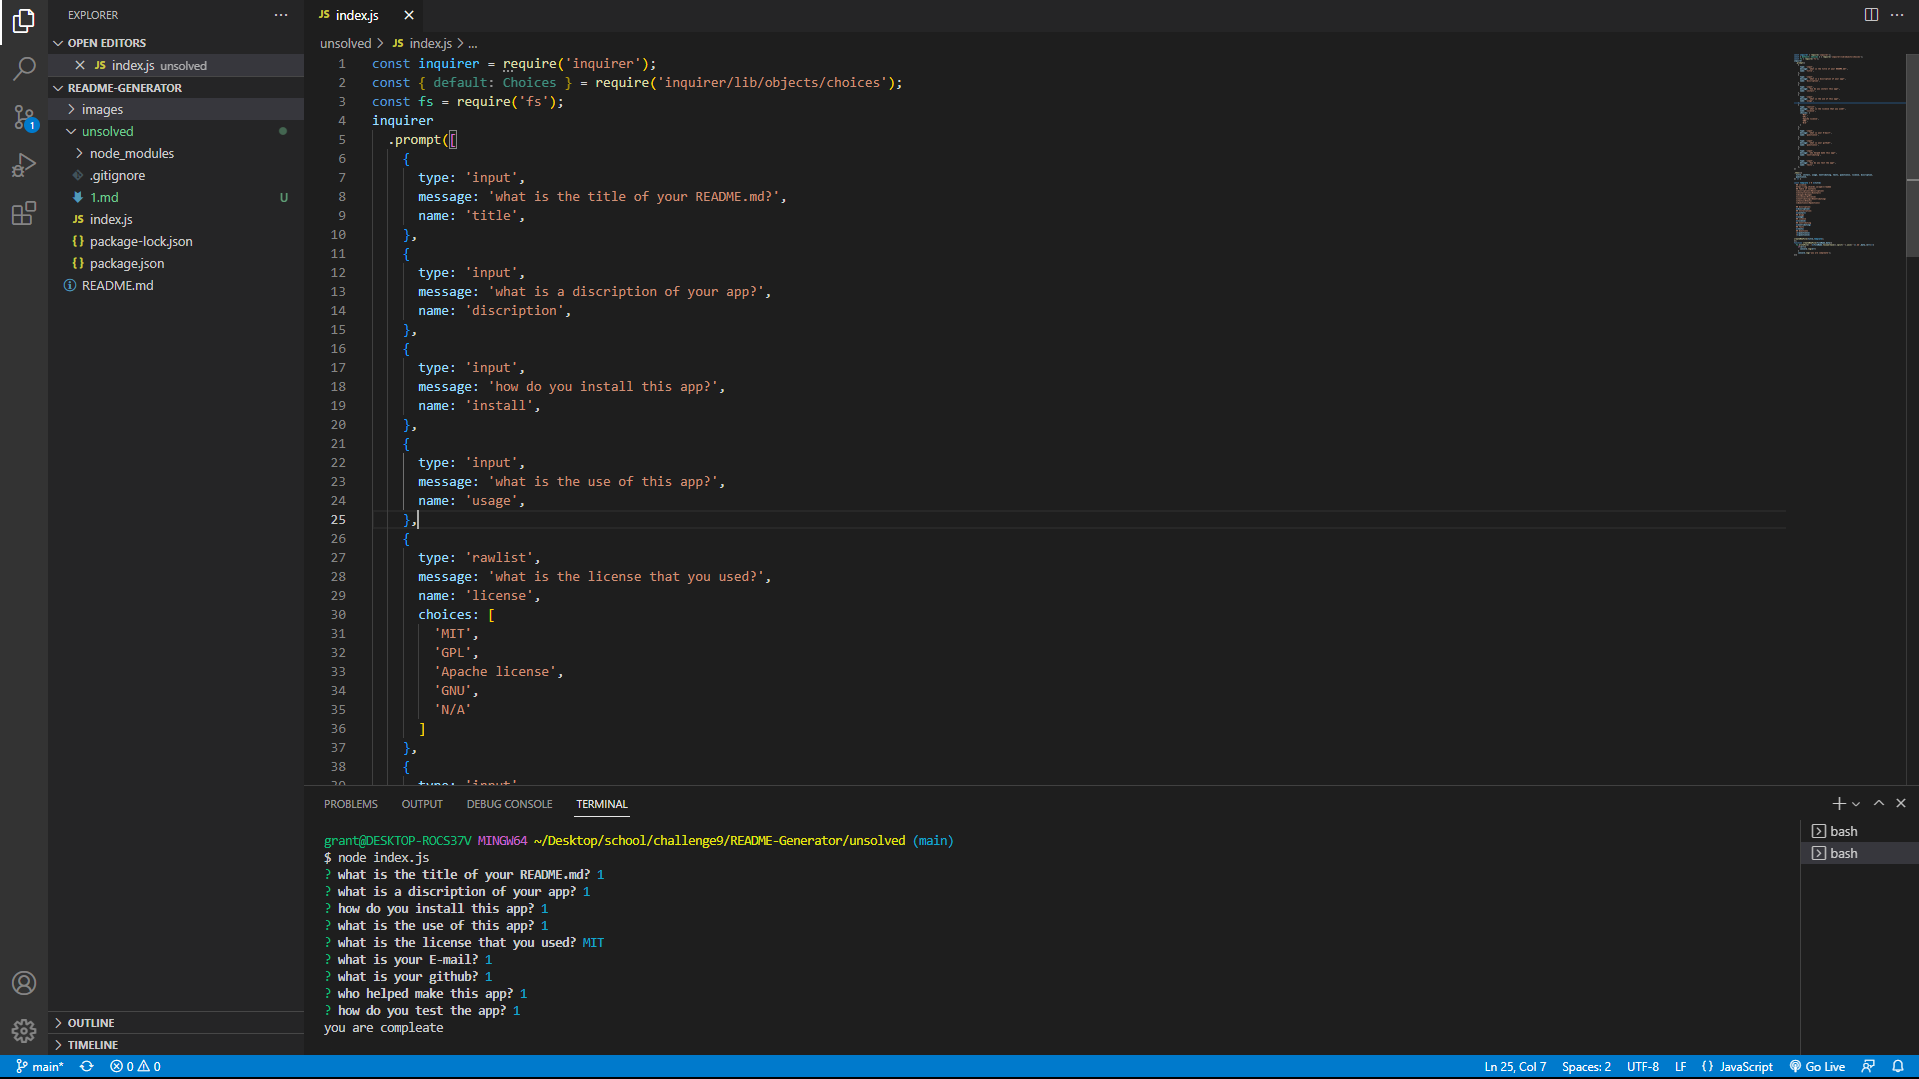 EXPLORER
OPEN EDITORS
JS index.js unsolved
README-GENERATOR
images
unsolved
node_modules
.gitignore
1.md U
JS index.js
{} package-lock.json
{} package.json
README.md
OUTLINE
TIMELINE
1
JS index.js
unsolved > JS index.js > ...
1 const inquirer = require('inquirer');
2 const { default: Choices } = require('inquirer/lib/objects/choices');
3 const fs = require('fs');
4 inquirer
5 .prompt([
6 {
7 type: 'input',
8 message: 'what is the title of your README.md?',
9 name: 'title',
10 },
11 {
12 type: 'input',
13 message: 'what is a discription of your app?',
14 name: 'discription',
15 },
16 {
17 type: 'input',
18 message: 'how do you install this app?',
19 name: 'install',
20 },
21 {
22 type: 'input',
23 message: 'what is the use of this app?',
24 name: 'usage',
25 },
26 {
27 type: 'rawlist',
28 message: 'what is the license that you used?',
29 name: 'license',
30 choices: [
31 'MIT',
32 'GPL',
33 'Apache license',
34 'GNU',
35 'N/A'
36 ]
37 },
38 {
39 type: 'input'
PROBLEMS OUTPUT DEBUG CONSOLE TERMINAL
grant@DESKTOP-ROCS37V MINGW64 ~/Desktop/school/challenge9/README-Generator/unsolved (main)
$ node index.js
? what is the title of your README.md? 1
? what is a discription of your app? 1
? how do you install this app? 1
? what is the use of this app? 1
? what is the license that you used? MIT
? what is your E-mail? 1
? what is your github? 1
? who helped make this app? 1
? how do you test the app? 1
you are compleate
bash
bash
main* 0 0 Ln 25, Col 7 Spaces: 2 UTF-8 LF {} JavaScript Go Live